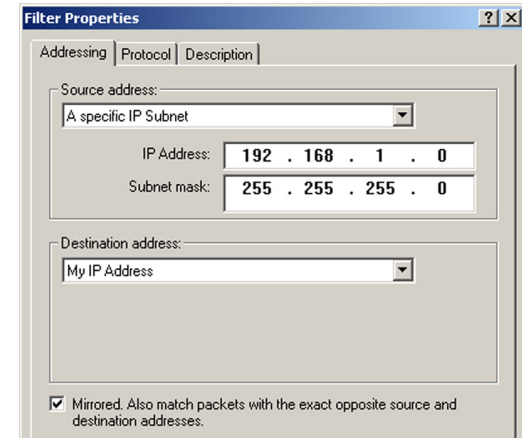 Filter Properties
Addressing Protocol Description
Source address:
A specific IP Subnet
IP Address: 192 . 168 . 1 . 0
Subnet mask: 255 . 255 . 255 . 0
Destination address:
My IP Address
Mirrored. Also match packets with the exact opposite source and
destination addresses.